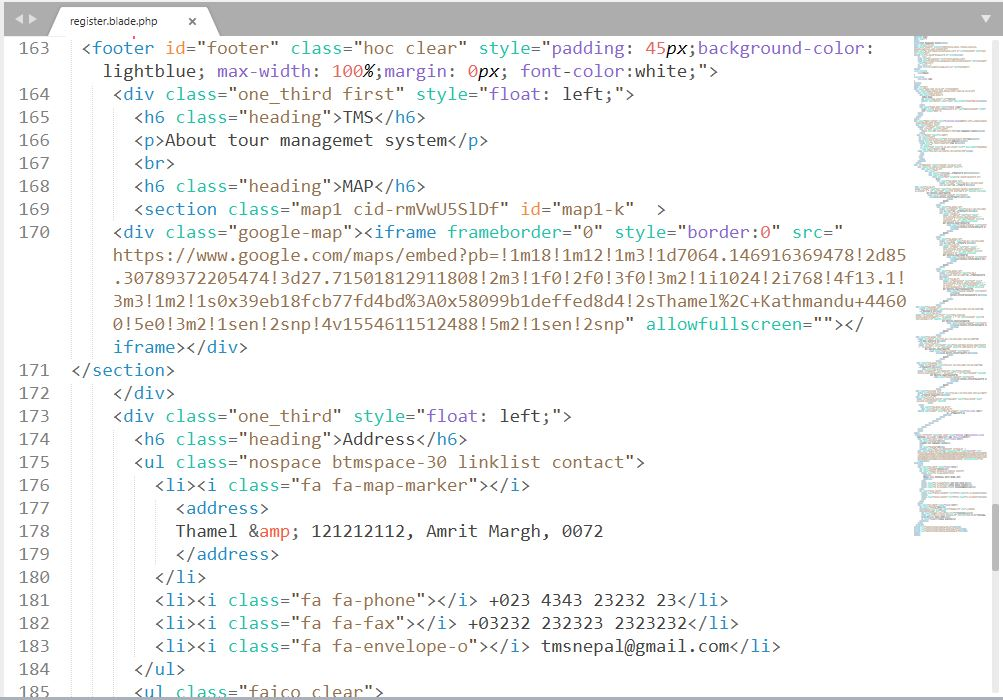 register.blade.php ×
163 <footer id="footer" class="hoc clear" style="padding: 45px;background-color:
lightblue; max-width: 100%;margin: 0px; font-color:white;">
164 <div class="one_third first" style="float: left;">
165 <h6 class="heading">TMS</h6>
166 <p>About tour managemet system</p>
167 <br>
168 <h6 class="heading">MAP</h6>
169 <section class="map1 cid-rmVwU5SlDf" id="map1-k"  >
170 <div class="google-map"><iframe frameborder="0" style="border:0" src="
https://www.google.com/maps/embed?pb=!1m18!1m12!1m3!1d7064.146916369478!2d85
.30789372205474!3d27.71501812911808!2m3!1f0!2f0!3f0!3m2!1i1024!2i768!4f13.1!
3m3!1m2!1s0x39eb18fcb77fd4bd%3A0x58099b1deffed8d4!2sThamel%2C+Kathmandu+4460
0!5e0!3m2!1sen!2snp!4v1554611512488!5m2!1sen!2snp" allowfullscreen=""></
iframe></div>
171 </section>
172 </div>
173 <div class="one_third" style="float: left;">
174 <h6 class="heading">Address</h6>
175 <ul class="nospace btmspace-30 linklist contact">
176 <li><i class="fa fa-map-marker"></i>
177 <address>
178 Thamel &amp; 121212112, Amrit Margh, 0072
179 </address>
180 </li>
181 <li><i class="fa fa-phone"></i> +023 4343 23232 23</li>
182 <li><i class="fa fa-fax"></i> +03232 232323 2323232</li>
183 <li><i class="fa fa-envelope-o"></i> tmsnepal@gmail.com</li>
184 </ul>
185 <ul class="faico clear">